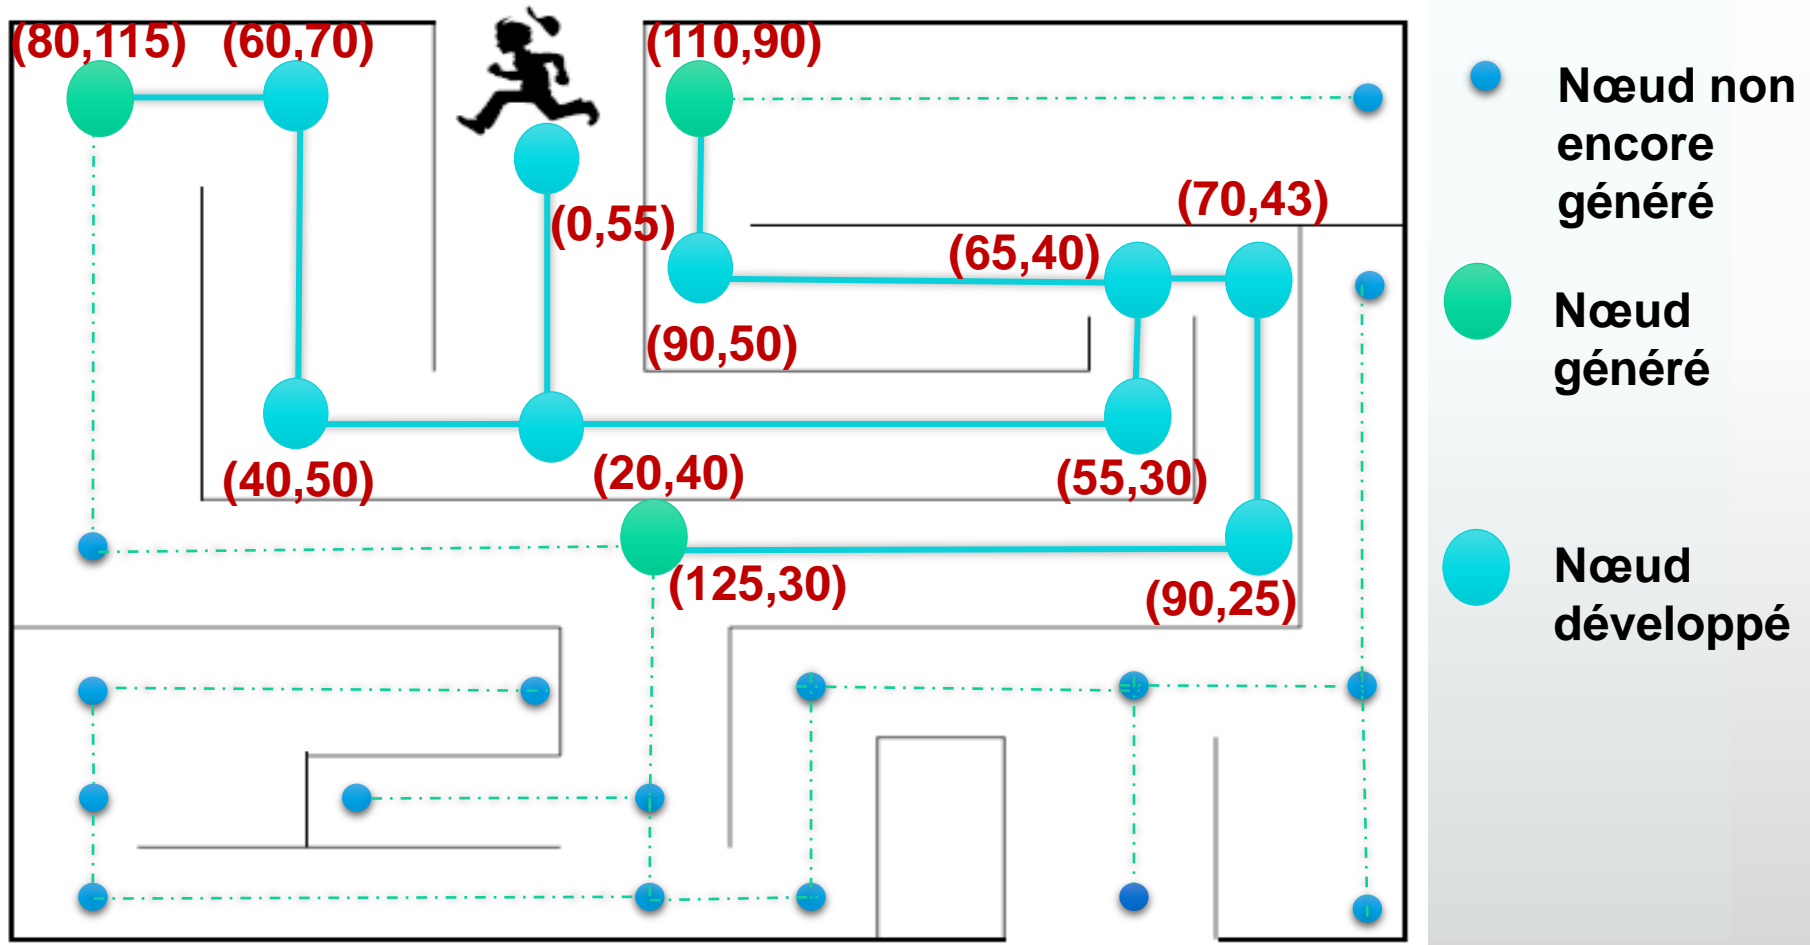 (80,115) (60,70) (110,90)
(70,43)
(0,55)
(65,40)
(90,50)
(40,50) (20,40) (55,30)
(125,30) (90,25)
Nœud non
encore
généré
Nœud
généré
Nœud
développé